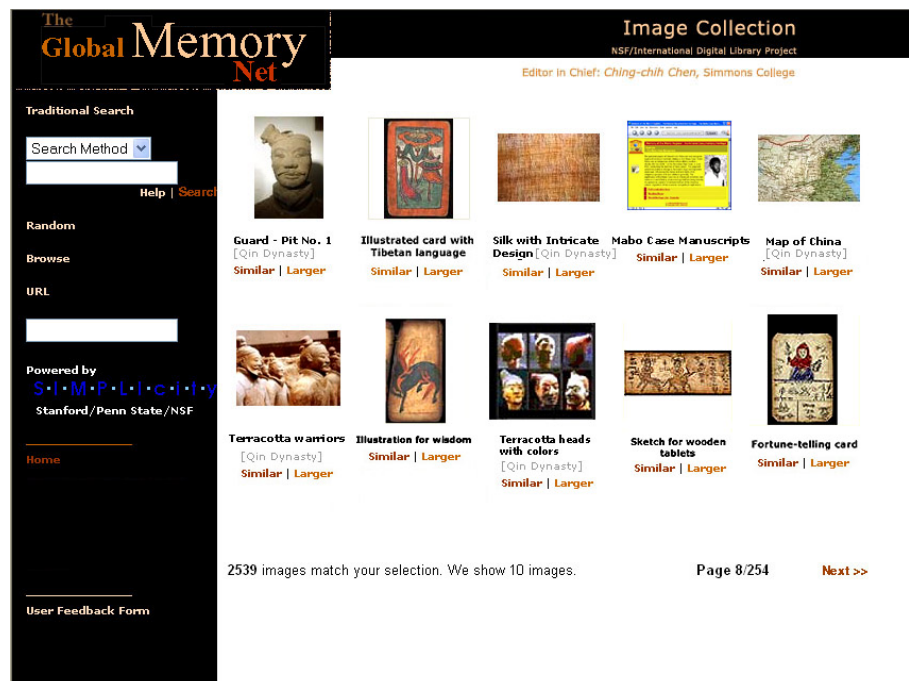 The
Global Memory
Net
Image Collection
NSF/International Digital Library Project
Editor in Chief: Ching-chih Chen, Simmons College
Traditional Search
Search Method
Help | Search
Random
Browse
URL
Powered by
S·I·M·P·L·I·c·i·t·y
Stanford/Penn State/NSF
Home
User Feedback Form
Guard - Pit No. 1
[Qin Dynasty]
Similar | Larger
Illustrated card with
Tibetan language
Similar | Larger
Silk with Intricate
Design [Qin Dynasty]
Similar | Larger
Mabo Case Manuscripts
Similar | Larger
Map of China
[Qin Dynasty]
Similar | Larger
Terracotta warriors
[Qin Dynasty]
Similar | Larger
Illustration for wisdom
Similar | Larger
Terracotta heads
with colors
[Qin Dynasty]
Similar | Larger
Sketch for wooden
tablets
Similar | Larger
Fortune-telling card
Similar | Larger
2539 images match your selection. We show 10 images.
Page 8/254
Next >>